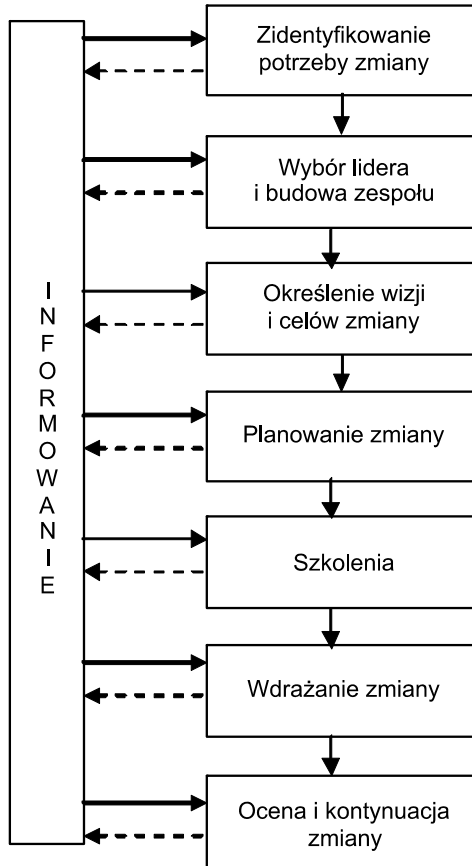 INFORMOWANIE
Zidentyfikowanie
potrzeby zmiany
Wybór lidera
i budowa zespołu
Określenie wizji
i celów zmiany
Planowanie zmiany
Szkolenia
Wdrażanie zmiany
Ocena i kontynuacja
zmiany